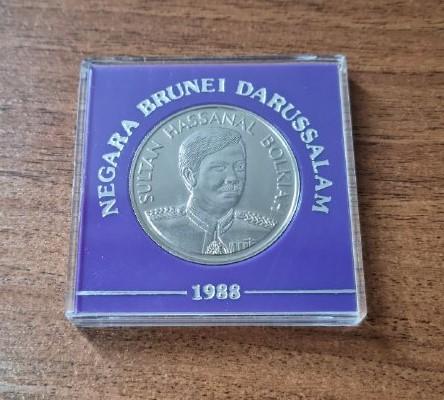 NEGARA BRUNEI DARUSSALAM
SULTAN HASSANAL BOLKIAH
1988